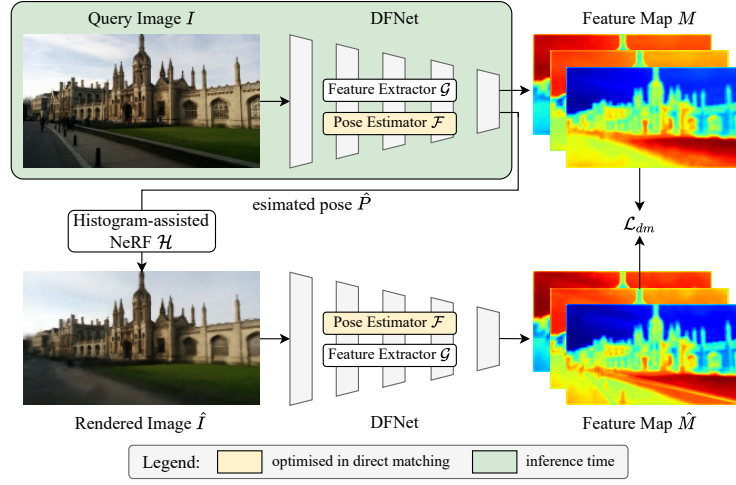 Query Image I
DFNet
Feature Map M
Feature Extractor 𝒢
Pose Estimator ℱ
esimated pose P̂
Histogram-assisted
NeRF ℋ
ℒdm
Pose Estimator ℱ
Feature Extractor 𝒢
Rendered Image Î
DFNet
Feature Map M̂
Legend:
optimised in direct matching
inference time